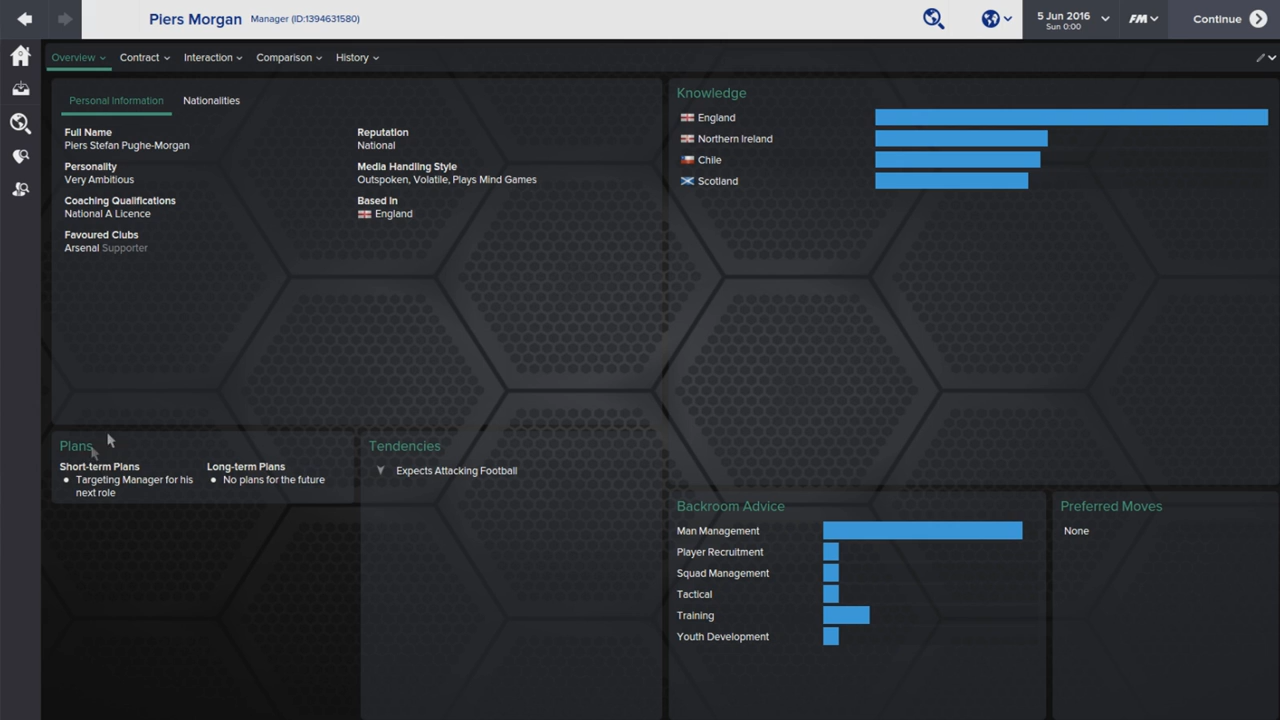 Piers Morgan Manager (ID:1394631580)
5 Jun 2016
Sun 0:00
FM
Continue
Overview
Contract
Interaction
Comparison
History
Personal Information
Nationalities
Full Name
Piers Stefan Pughe-Morgan
Personality
Very Ambitious
Coaching Qualifications
National A Licence
Favoured Clubs
Arsenal Supporter
Reputation
National
Media Handling Style
Outspoken, Volatile, Plays Mind Games
Based In
England
Knowledge
England
Northern Ireland
Chile
Scotland
Plans
Short-term Plans
Targeting Manager for his
next role
Long-term Plans
No plans for the future
Tendencies
Expects Attacking Football
Backroom Advice
Man Management
Player Recruitment
Squad Management
Tactical
Training
Youth Development
Preferred Moves
None